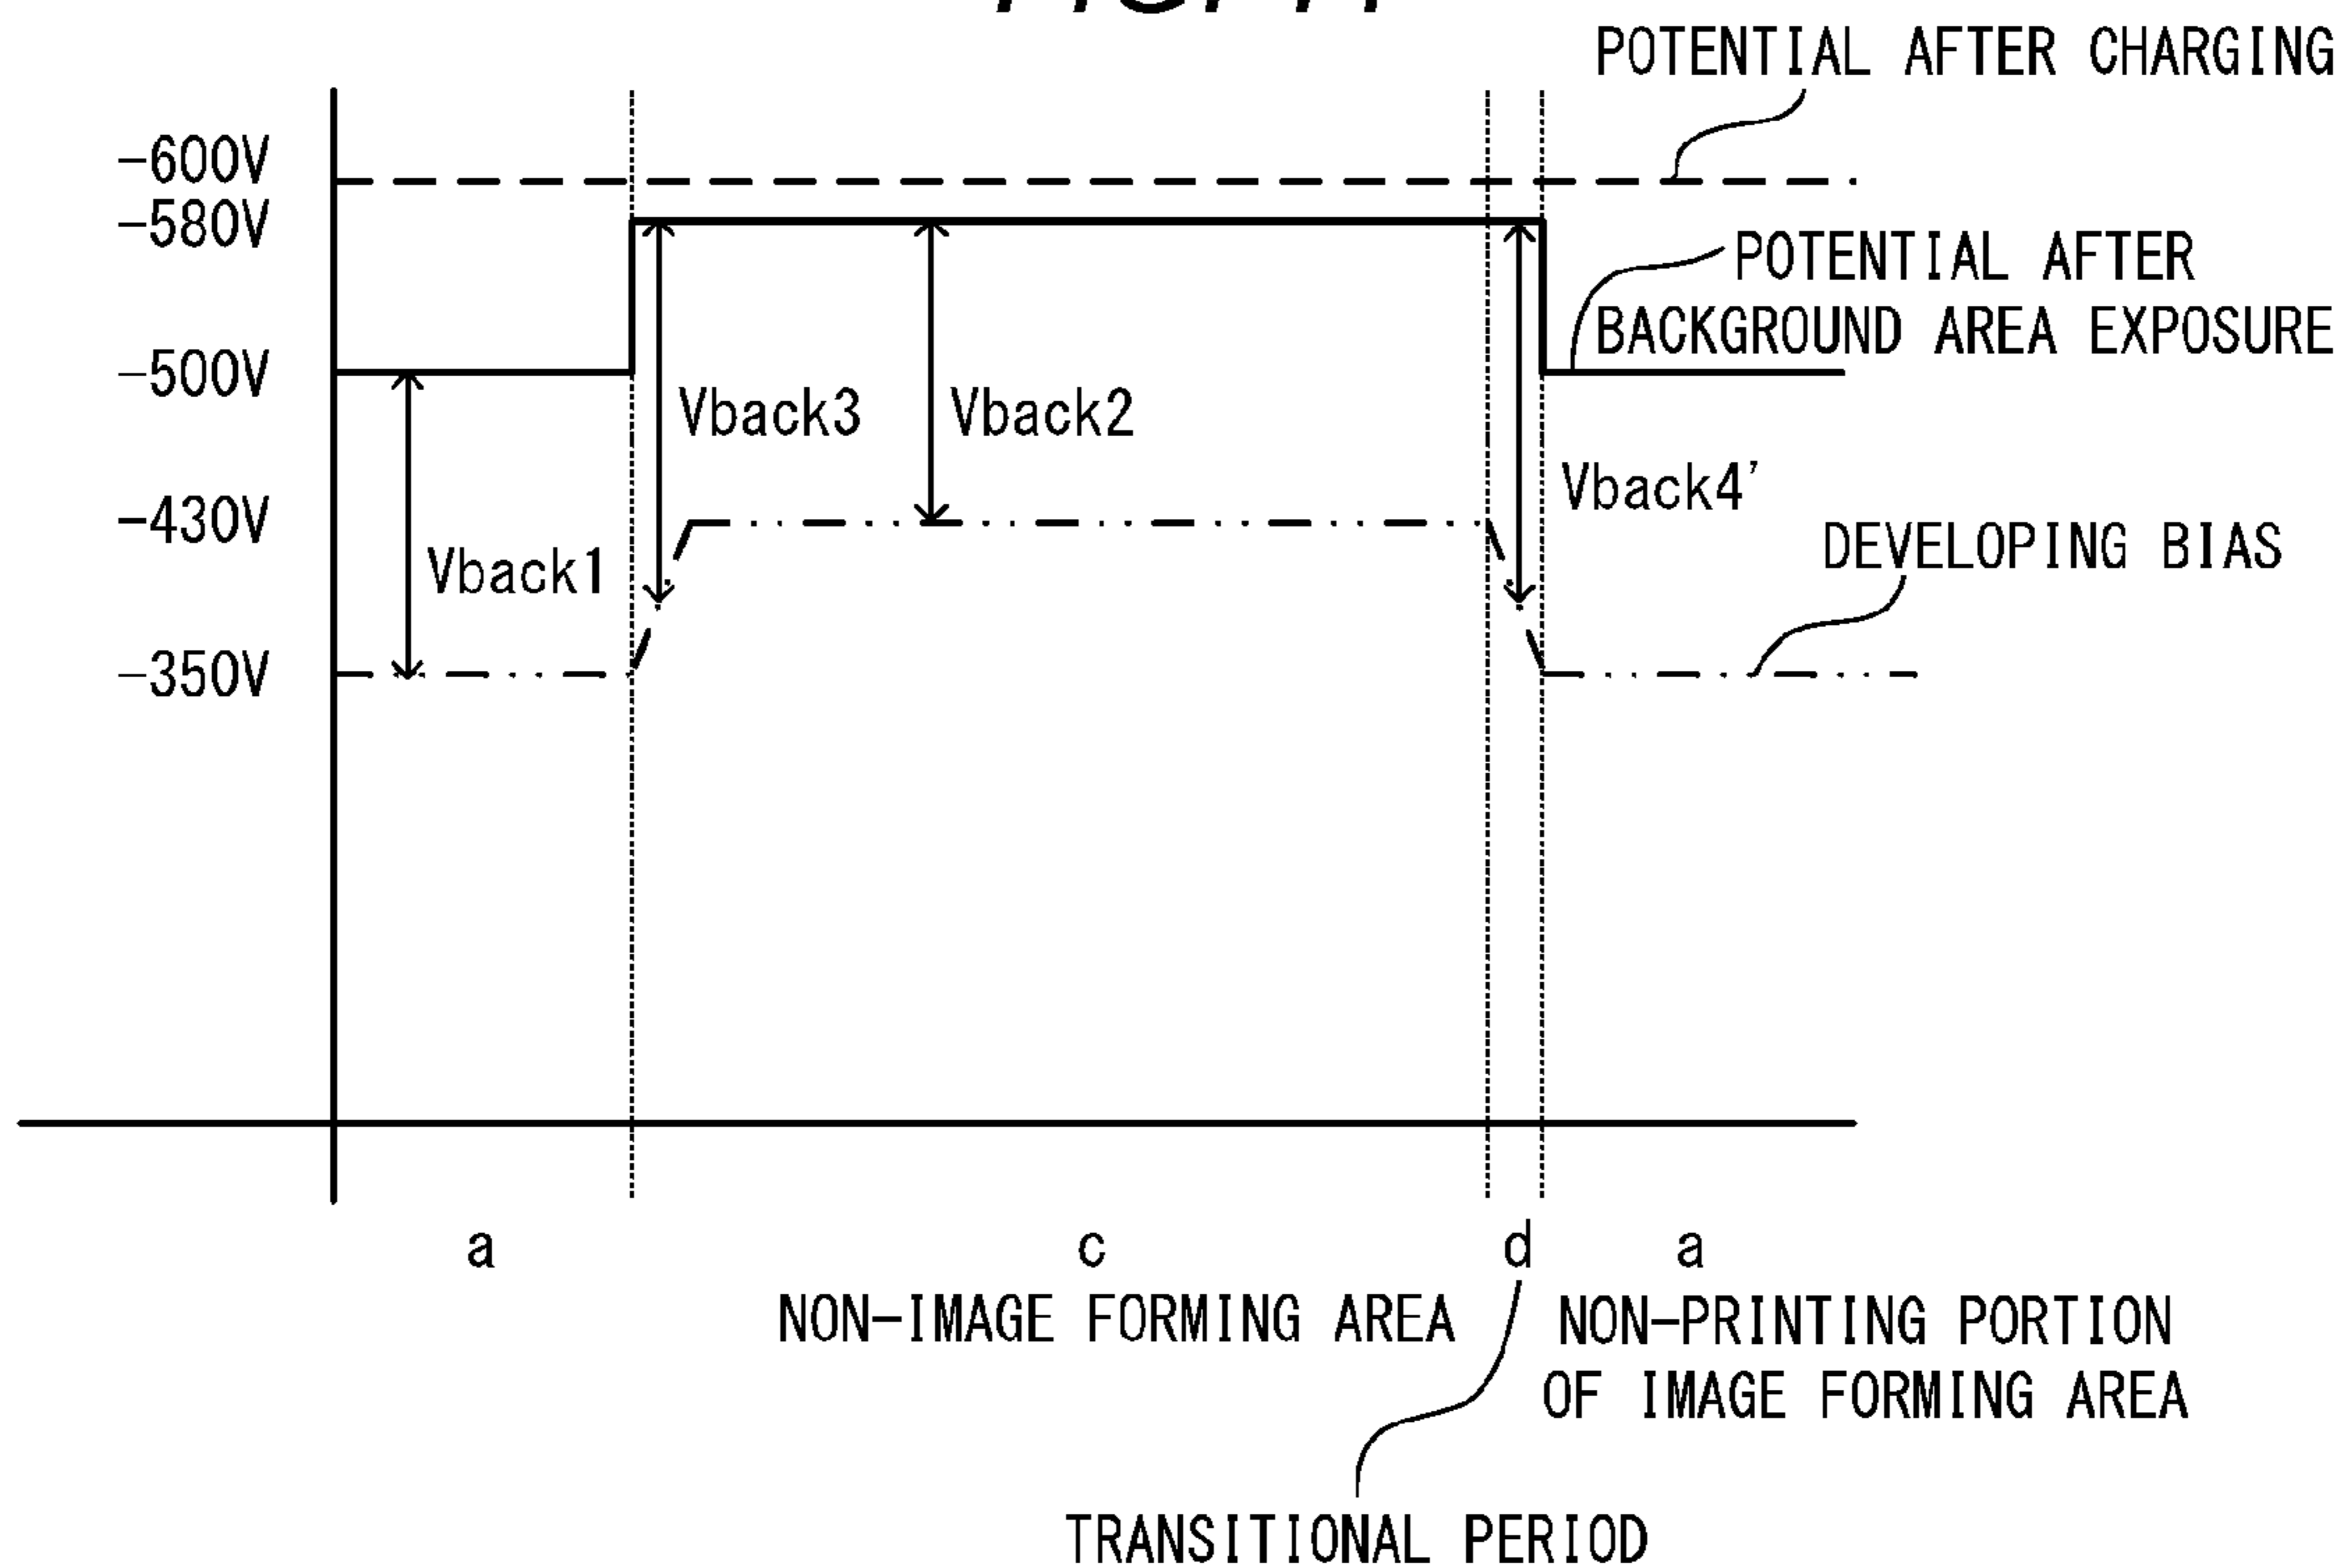 POTENTIAL AFTER CHARGING
-600V
-580V
POTENTIAL AFTER
BACKGROUND AREA EXPOSURE
-500V
Vback3
Vback2
Vback4'
-430V
DEVELOPING BIAS
Vback1
-350V
a
c
d
a
NON-IMAGE FORMING AREA
NON-PRINTING PORTION
OF IMAGE FORMING AREA
TRANSITIONAL PERIOD